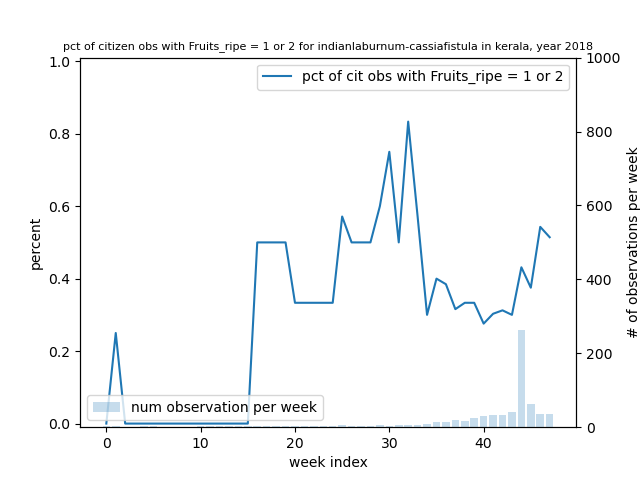 pct of citizen obs with Fruits_ripe = 1 or 2 for indianlaburnum-cassiafistula in kerala, year 2018
pct of cit obs with Fruits_ripe = 1 or 2
1.0
0.8
0.6
0.4
0.2
0.0
percent
1000
800
600
400
200
0
# of observations per week
num observation per week
0 10 20 30 40
week index